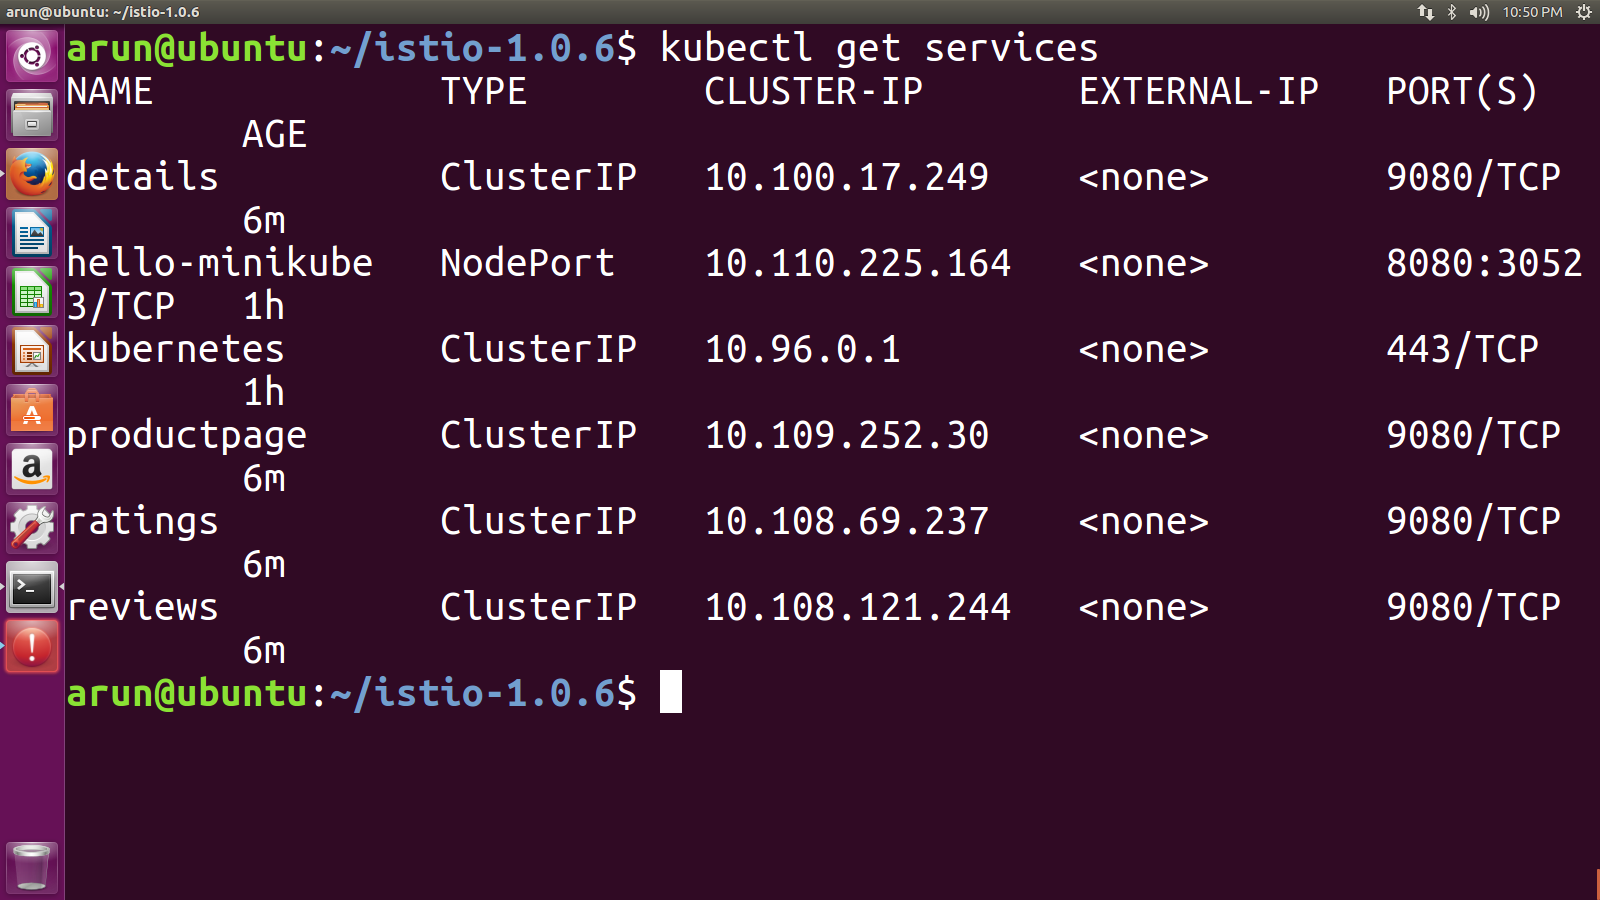 arun@ubuntu: ~/istio-1.0.6
10:50 PM
arun@ubuntu:~/istio-1.0.6$ kubectl get services
NAME TYPE CLUSTER-IP EXTERNAL-IP PORT(S)
AGE
details ClusterIP 10.100.17.249 <none> 9080/TCP
6m
hello-minikube NodePort 10.110.225.164 <none> 8080:3052
3/TCP 1h
kubernetes ClusterIP 10.96.0.1 <none> 443/TCP
1h
productpage ClusterIP 10.109.252.30 <none> 9080/TCP
6m
ratings ClusterIP 10.108.69.237 <none> 9080/TCP
6m
reviews ClusterIP 10.108.121.244 <none> 9080/TCP
6m
arun@ubuntu:~/istio-1.0.6$